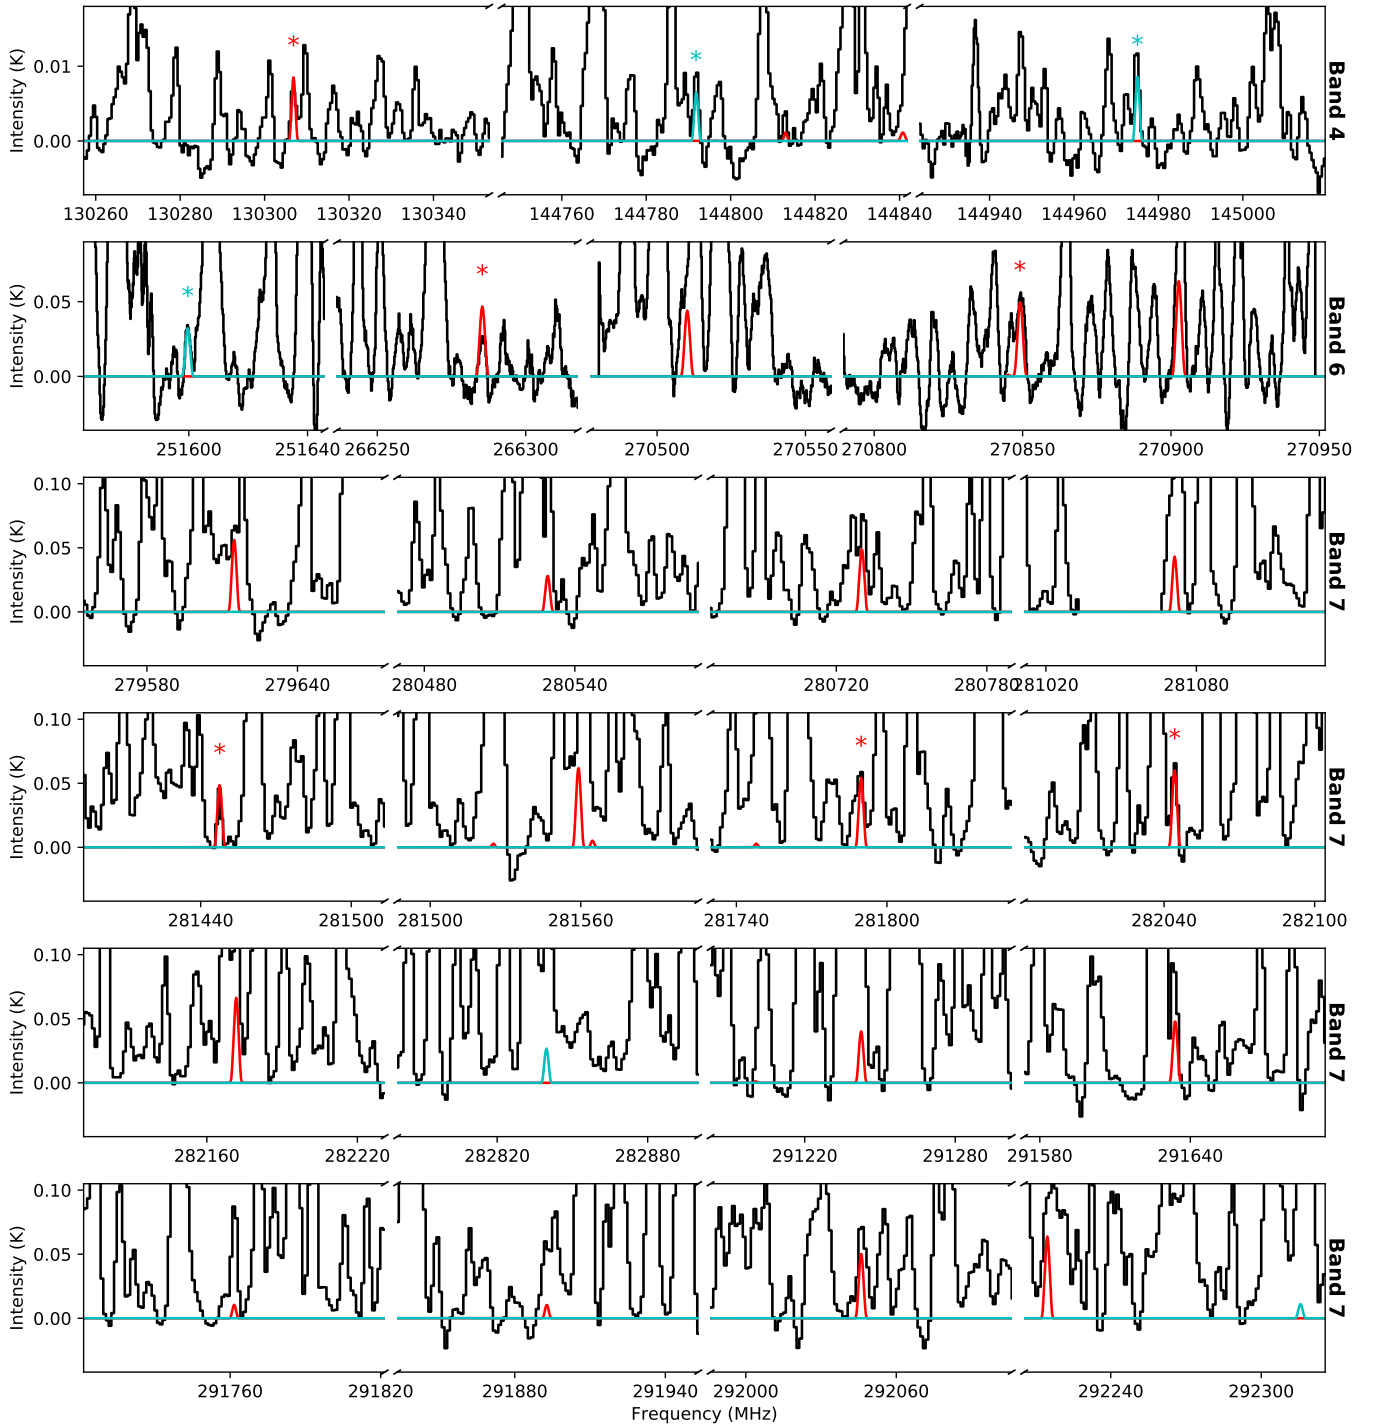 Intensity (K)
0.01
0.00
* * *
Band 4
130260 130280 130300 130320 130340 144760 144780 144800 144820 144840 144940 144960 144980 145000
Intensity (K)
0.05
0.00
* * *
Band 6
251600 251640 266250 266300 270500 270550 270800 270850 270900 270950
Intensity (K)
0.10
0.05
0.00
Band 7
279580 279640 280480 280540 280720 280780 281020 281080
Intensity (K)
0.10
0.05
0.00
* * *
Band 7
281440 281500 281500 281560 281740 281800 282040 282100
Intensity (K)
0.10
0.05
0.00
Band 7
282160 282220 282820 282880 291220 291280 291580 291640
Intensity (K)
0.10
0.05
0.00
Band 7
291760 291820 291880 291940 292000 292060 292240 292300
Frequency (MHz)